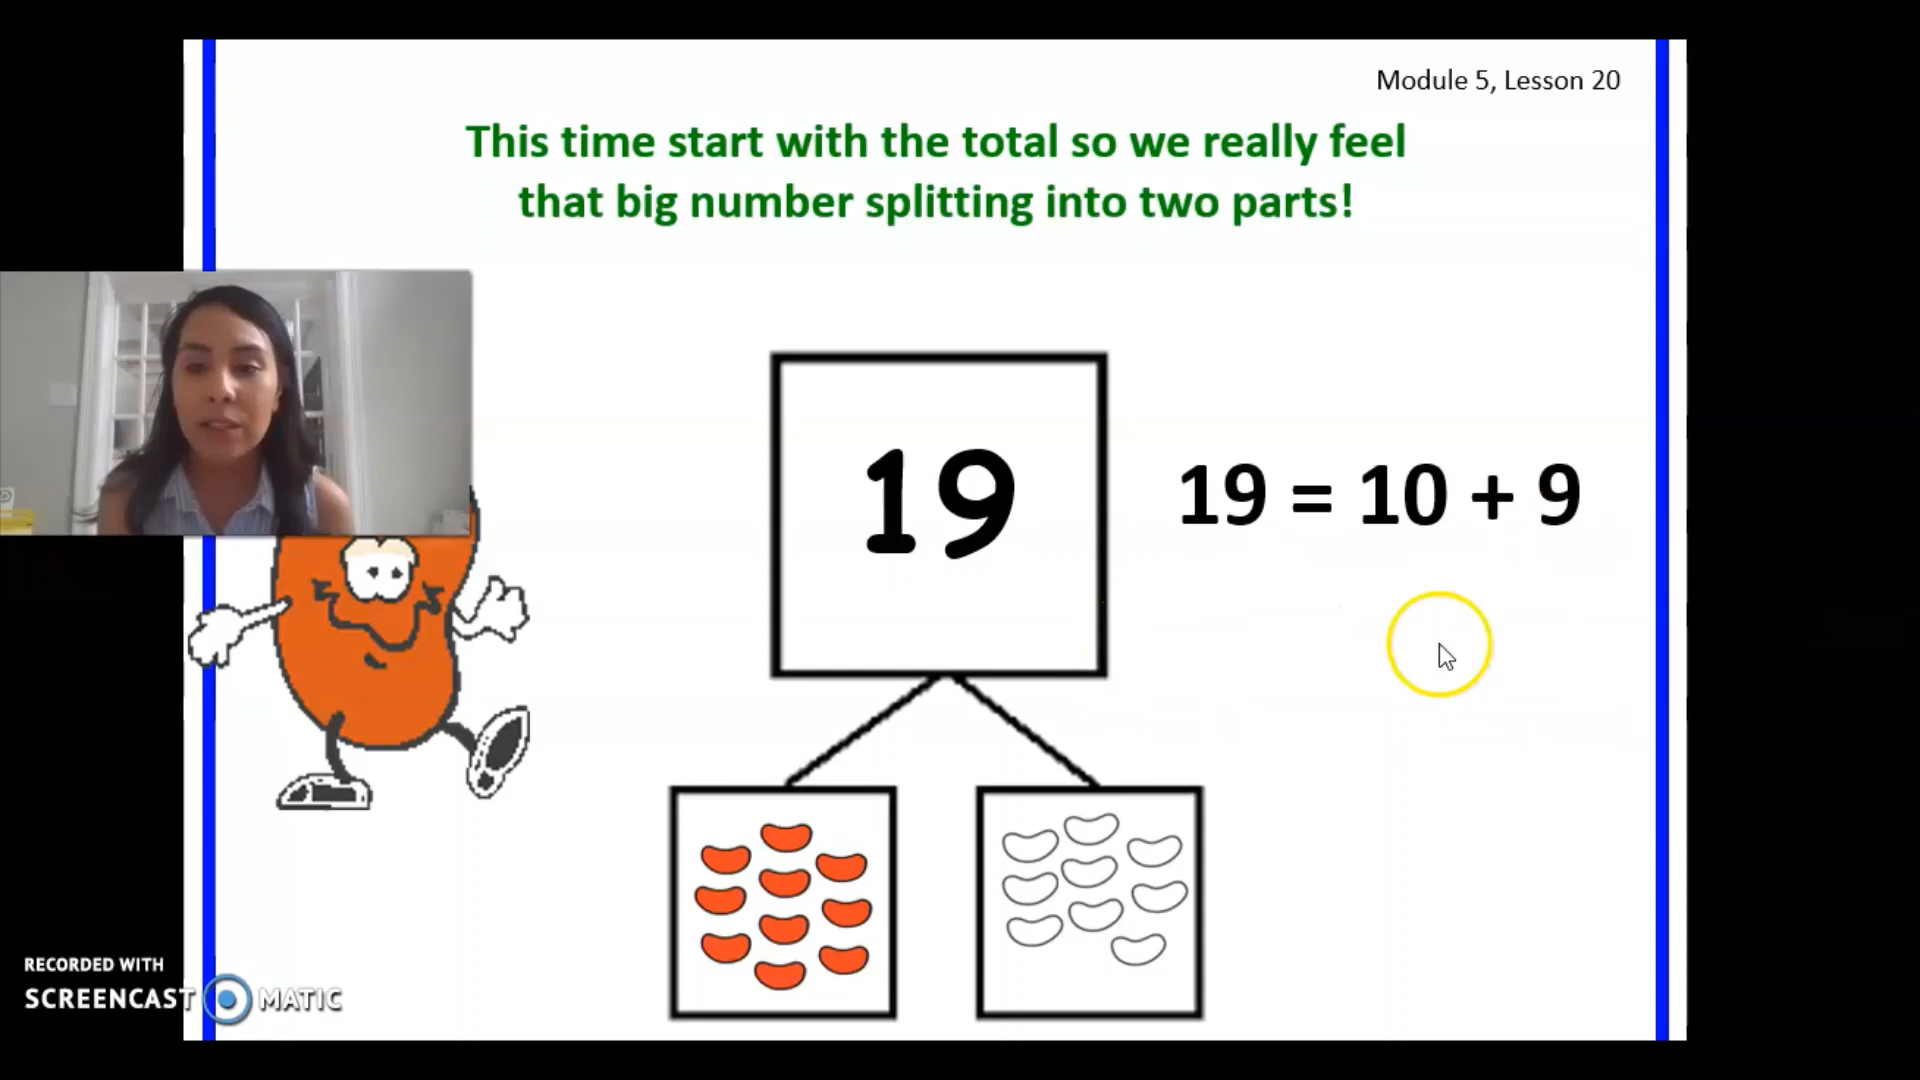 Module 5, Lesson 20
This time start with the total so we really feel
that big number splitting into two parts!
19
19 = 10 + 9
RECORDED WITH
SCREENCAST MATIC